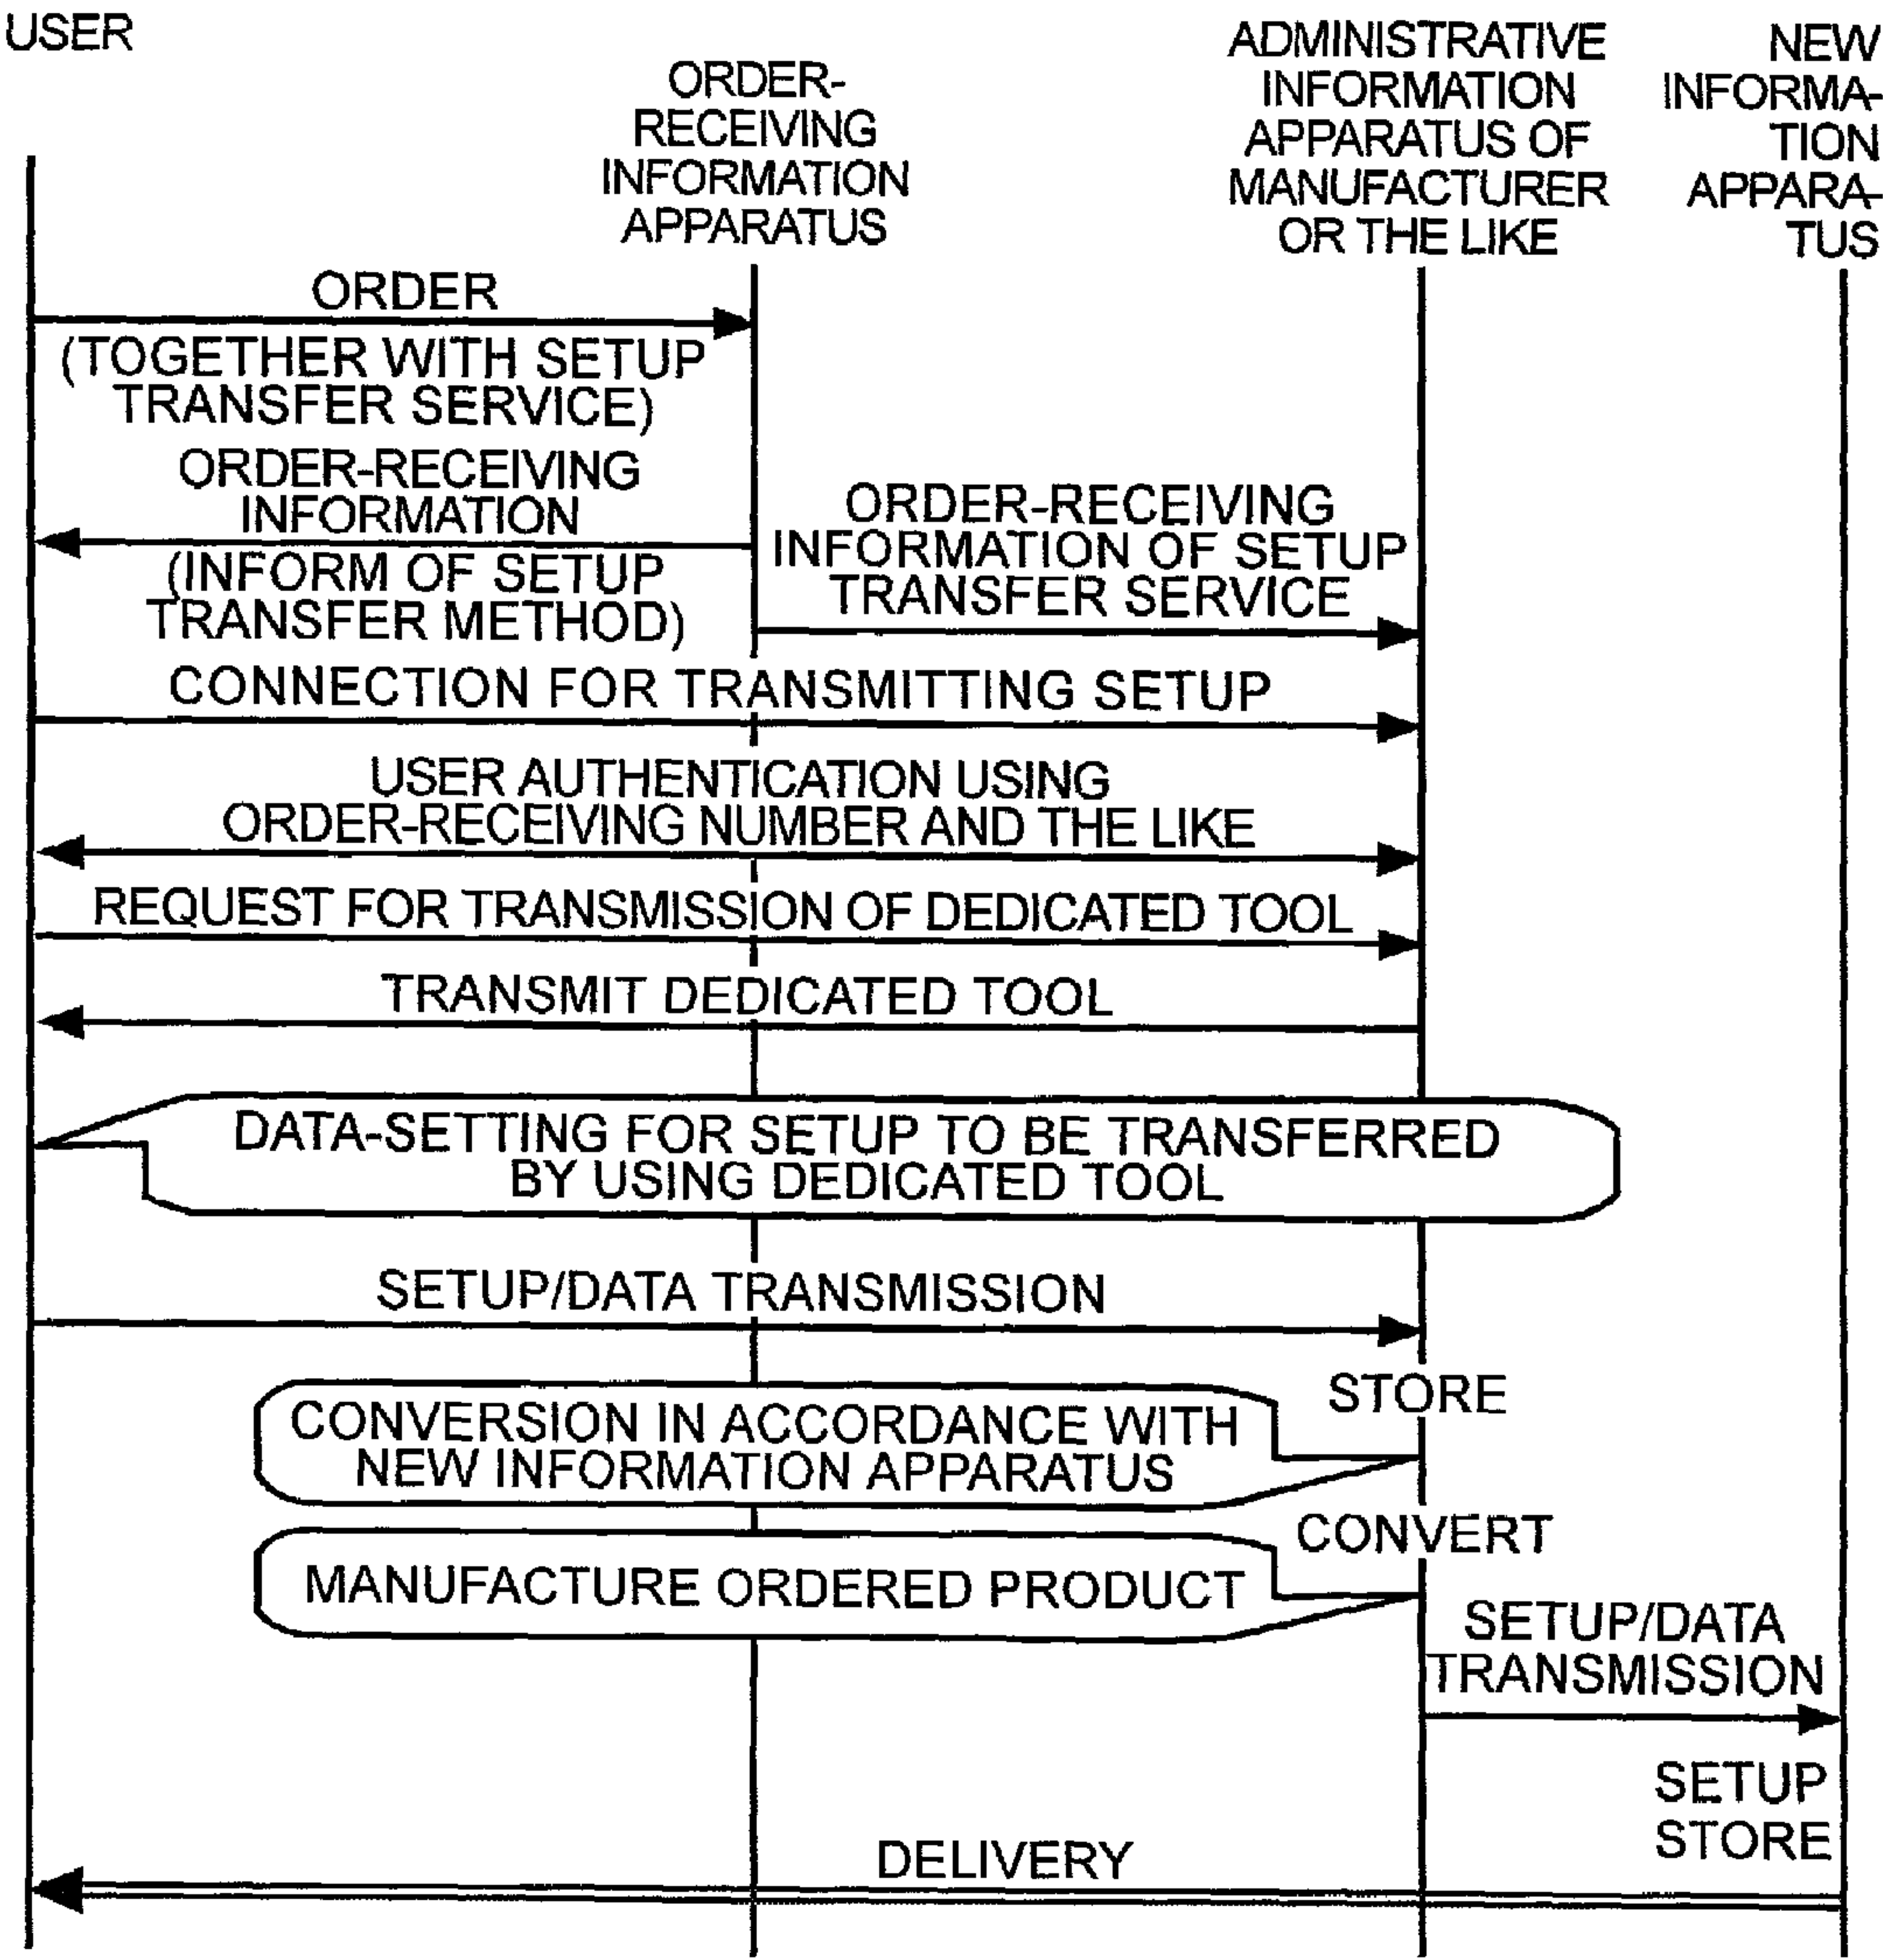 USER
ORDER-
RECEIVING
INFORMATION
APPARATUS
ADMINISTRATIVE
INFORMATION
APPARATUS OF
MANUFACTURER
OR THE LIKE
NEW
INFORMA-
TION
APPARA-
TUS
ORDER
(TOGETHER WITH SETUP
TRANSFER SERVICE)
ORDER-RECEIVING
INFORMATION
(INFORM OF SETUP
TRANSFER METHOD)
ORDER-RECEIVING
INFORMATION OF SETUP
TRANSFER SERVICE
CONNECTION FOR TRANSMITTING SETUP
USER AUTHENTICATION USING
ORDER-RECEIVING NUMBER AND THE LIKE
REQUEST FOR TRANSMISSION OF DEDICATED TOOL
TRANSMIT DEDICATED TOOL
DATA-SETTING FOR SETUP TO BE TRANSFERRED
BY USING DEDICATED TOOL
SETUP/DATA TRANSMISSION
STORE
CONVERSION IN ACCORDANCE WITH
NEW INFORMATION APPARATUS
CONVERT
MANUFACTURE ORDERED PRODUCT
SETUP/DATA
TRANSMISSION
SETUP
STORE
DELIVERY